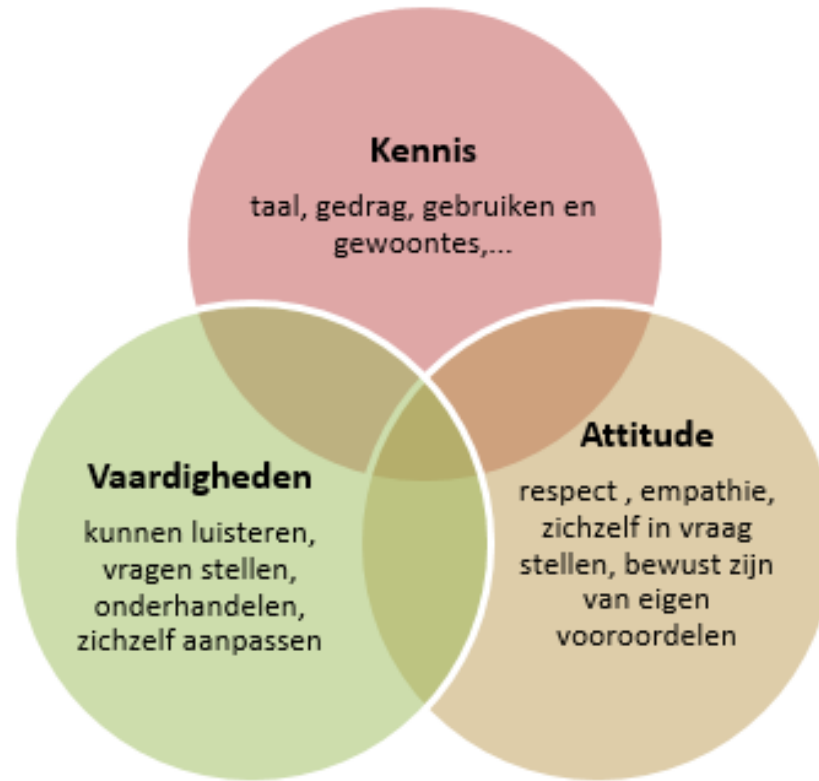 Kennis
taal, gedrag, gebruiken en
gewoontes,...
Vaardigheden
kunnen luisteren,
vragen stellen,
onderhandelen,
zichzelf aanpassen
Attitude
respect , empathie,
zichzelf in vraag
stellen, bewust zijn
van eigen
vooroordelen